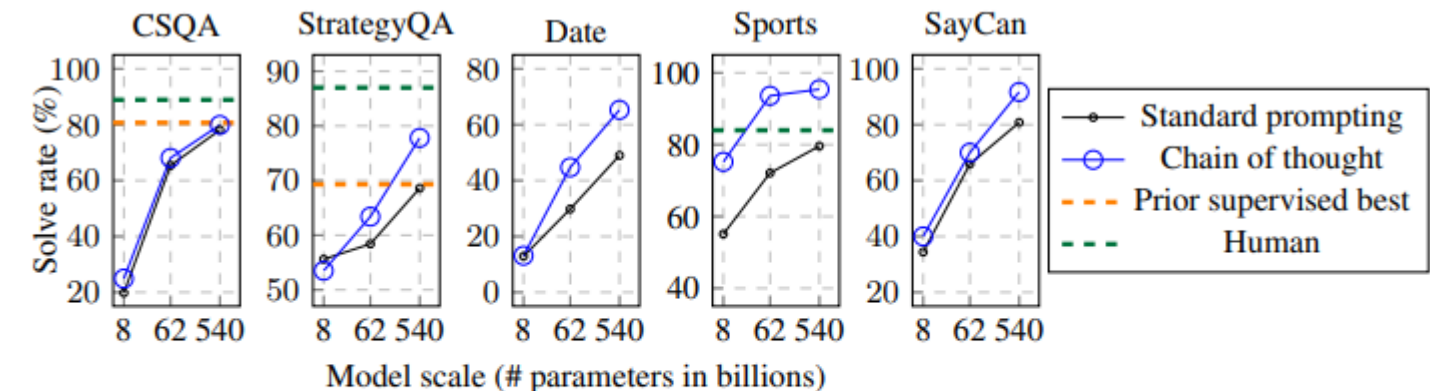 CSQA
StrategyQA
Date
Sports
SayCan
Solve rate (%)
100
80
60
40
20
8 62 540
90
80
70
60
50
8 62 540
80
60
40
20
0
8 62 540
100
80
60
40
8 62 540
100
80
60
40
20
8 62 540
Model scale (# parameters in billions)
Standard prompting
Chain of thought
Prior supervised best
Human